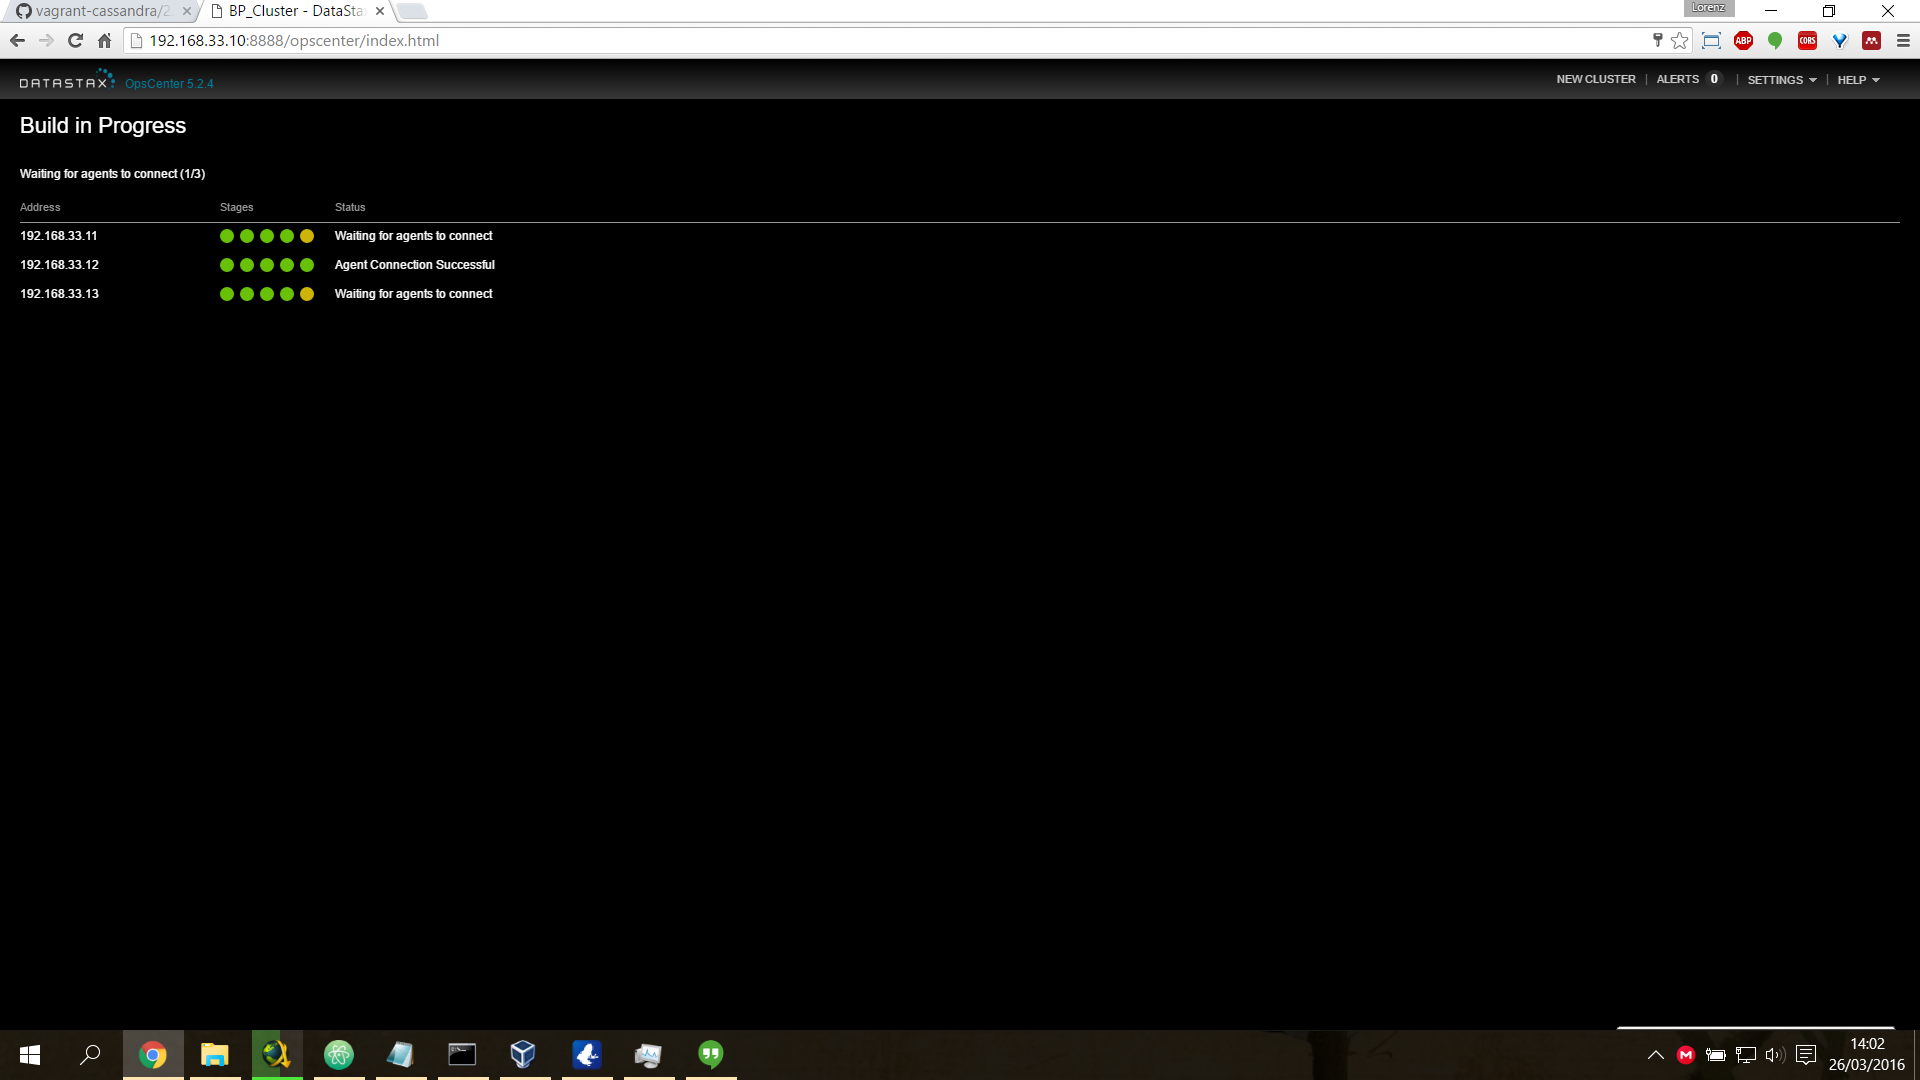 vagrant-cassandra/2
BP_Cluster - DataSta
Lorenz
192.168.33.10:8888/opscenter/index.html
ABP
CORS
DATASTAX OpsCenter 5.2.4
NEW CLUSTER | ALERTS 0 | SETTINGS | HELP
Build in Progress
Waiting for agents to connect (1/3)
Address Stages Status
192.168.33.11 Waiting for agents to connect
192.168.33.12 Agent Connection Successful
192.168.33.13 Waiting for agents to connect
M
14:02
26/03/2016